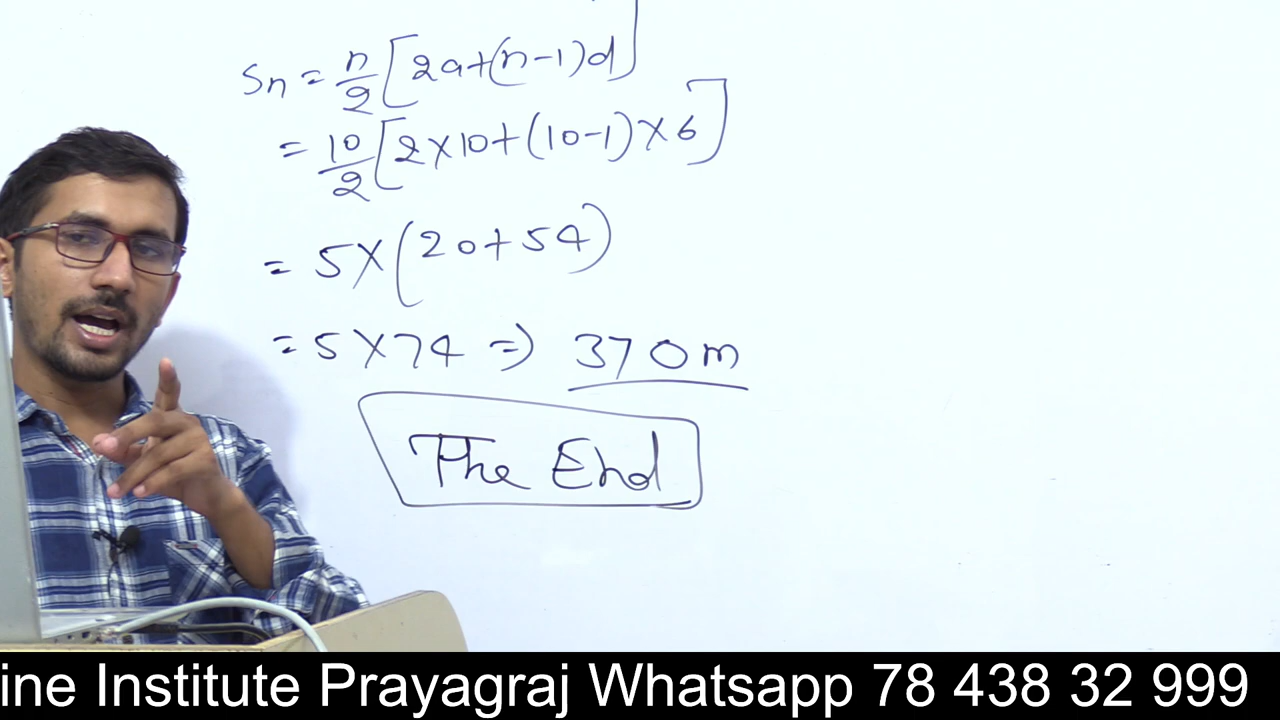 Sn = n/2 [2a+(n-1)d]
= 10/2 [2×10+(10-1)×6]
= 5×(20+54)
= 5×74 ⇒ 370m
The End
ine Institute Prayagraj Whatsapp 78 438 32 999